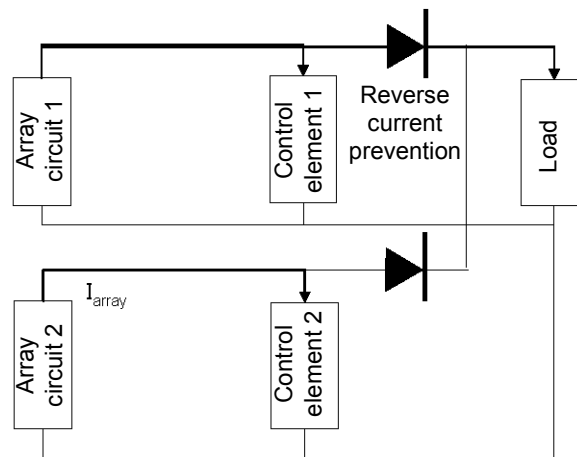 Array
circuit 1
Control
element 1
Reverse
current
prevention
Load
Iarray
Array
circuit 2
Control
element 2